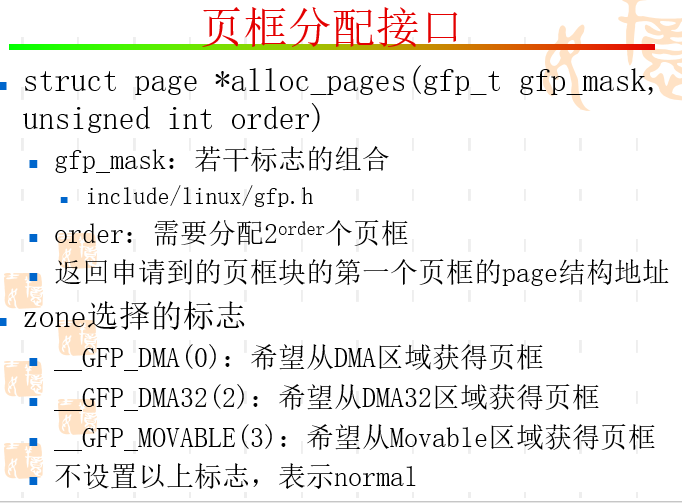 页框分配接口
struct page *alloc_pages(gfp_t gfp_mask,
unsigned int order)
gfp_mask：若干标志的组合
include/linux/gfp.h
order：需要分配2order个页框
返回申请到的页框块的第一个页框的page结构地址
zone选择的标志
__GFP_DMA(0)：希望从DMA区域获得页框
__GFP_DMA32(2)：希望从DMA32区域获得页框
__GFP_MOVABLE(3)：希望从Movable区域获得页框
不设置以上标志，表示normal